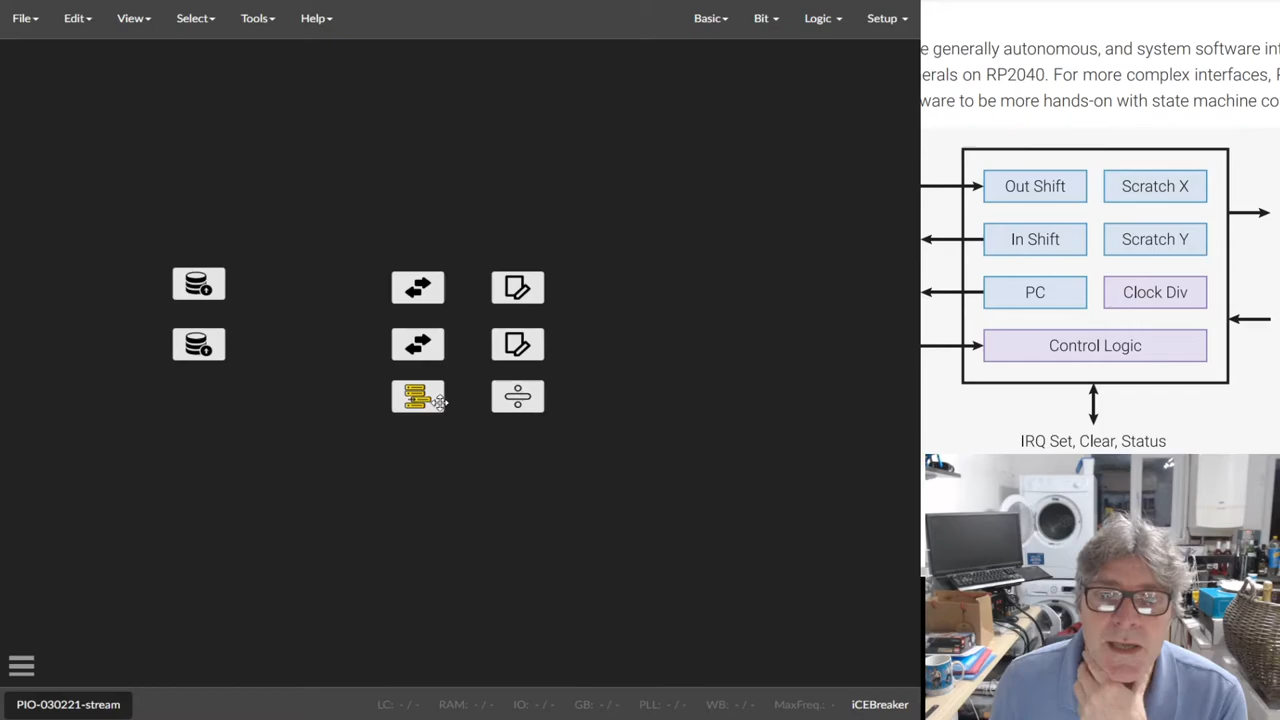 File Edit View Select Tools Help Basic Bit Logic Setup
e generally autonomous, and system software int
erals on RP2040. For more complex interfaces,
ware to be more hands-on with state machine co
Out Shift Scratch X
In Shift Scratch Y
PC Clock Div
Control Logic
IRQ Set, Clear, Status
PIO-030221-stream LC: - / - RAM: - / - IO: - / - GB: - / - PLL: - / - WB: - / - MaxFreq.: - iCEBreaker